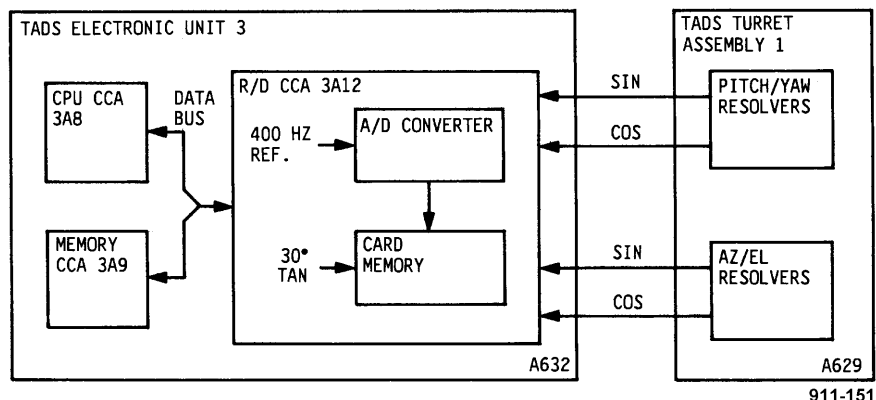 TADS ELECTRONIC UNIT 3
CPU CCA
3A8
DATA
BUS
MEMORY
CCA 3A9
R/D CCA 3A12
400 HZ
REF.
A/D CONVERTER
30°
TAN
CARD
MEMORY
A632
SIN
COS
SIN
COS
TADS TURRET
ASSEMBLY 1
PITCH/YAW
RESOLVERS
AZ/EL
RESOLVERS
A629
911-151